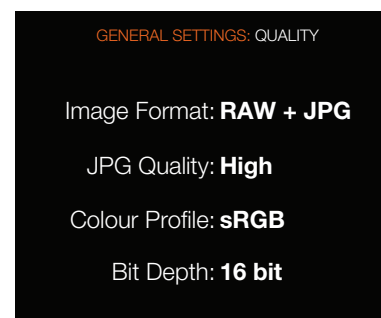 GENERAL SETTINGS: QUALITY
Image Format: RAW + JPG
JPG Quality: High
Colour Profile: sRGB
Bit Depth: 16 bit